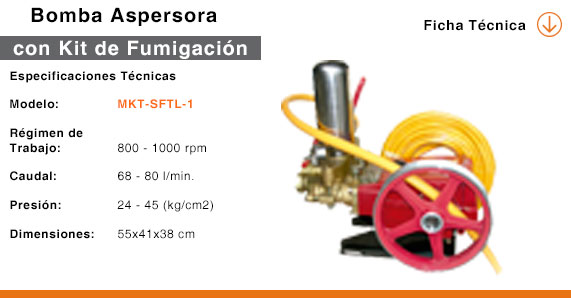 Bomba Aspersora
con Kit de Fumigación
Ficha Técnica
Especificaciones Técnicas
Modelo: MKT-SFTL-1
Régimen de
Trabajo: 800 - 1000 rpm
Caudal: 68 - 80 l/min.
Presión: 24 - 45 (kg/cm2)
Dimensiones: 55x41x38 cm